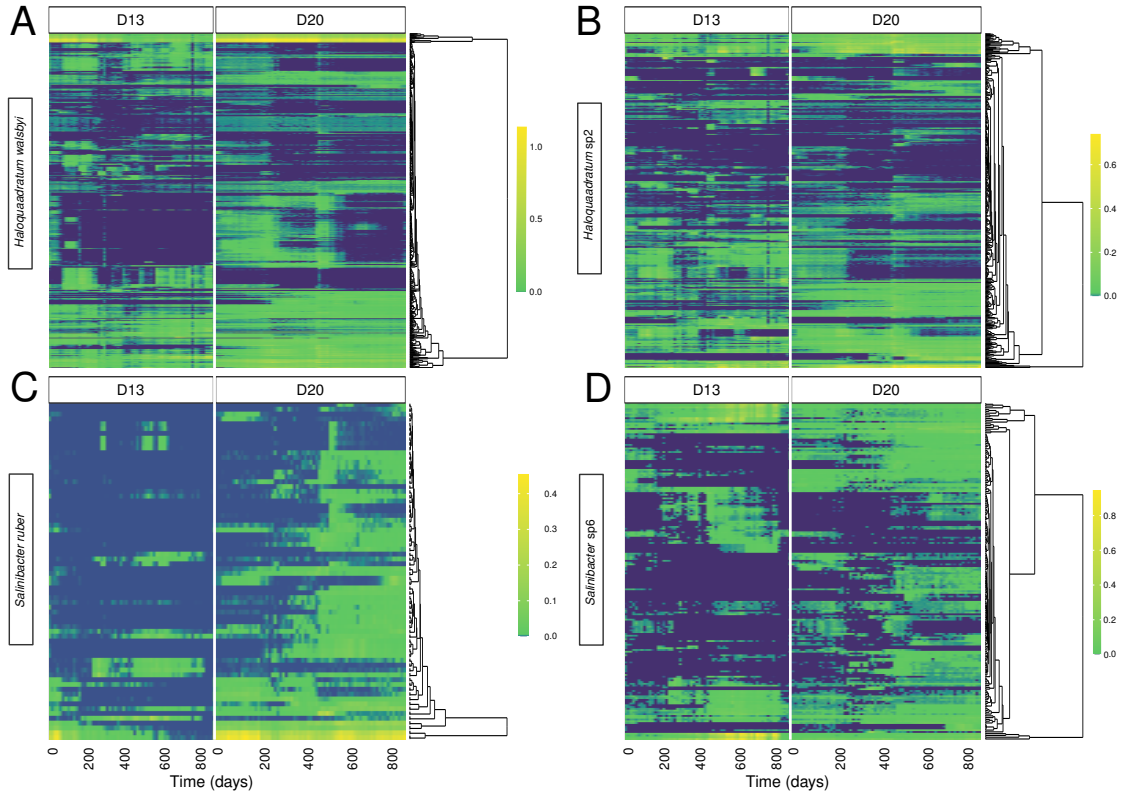 A
D13
D20
Haloquaadratum walsbyi
1.0
0.5
0.0
B
D13
D20
Haloquaadratum sp2
0.6
0.4
0.2
0.0
C
D13
D20
Salinibacter ruber
0.4
0.3
0.2
0.1
0.0
0
200
400
600
800
0
200
400
600
800
Time (days)
D
D13
D20
Salinibacter sp6
0.8
0.6
0.4
0.2
0.0
0
200
400
600
800
0
200
400
600
800
Time (days)